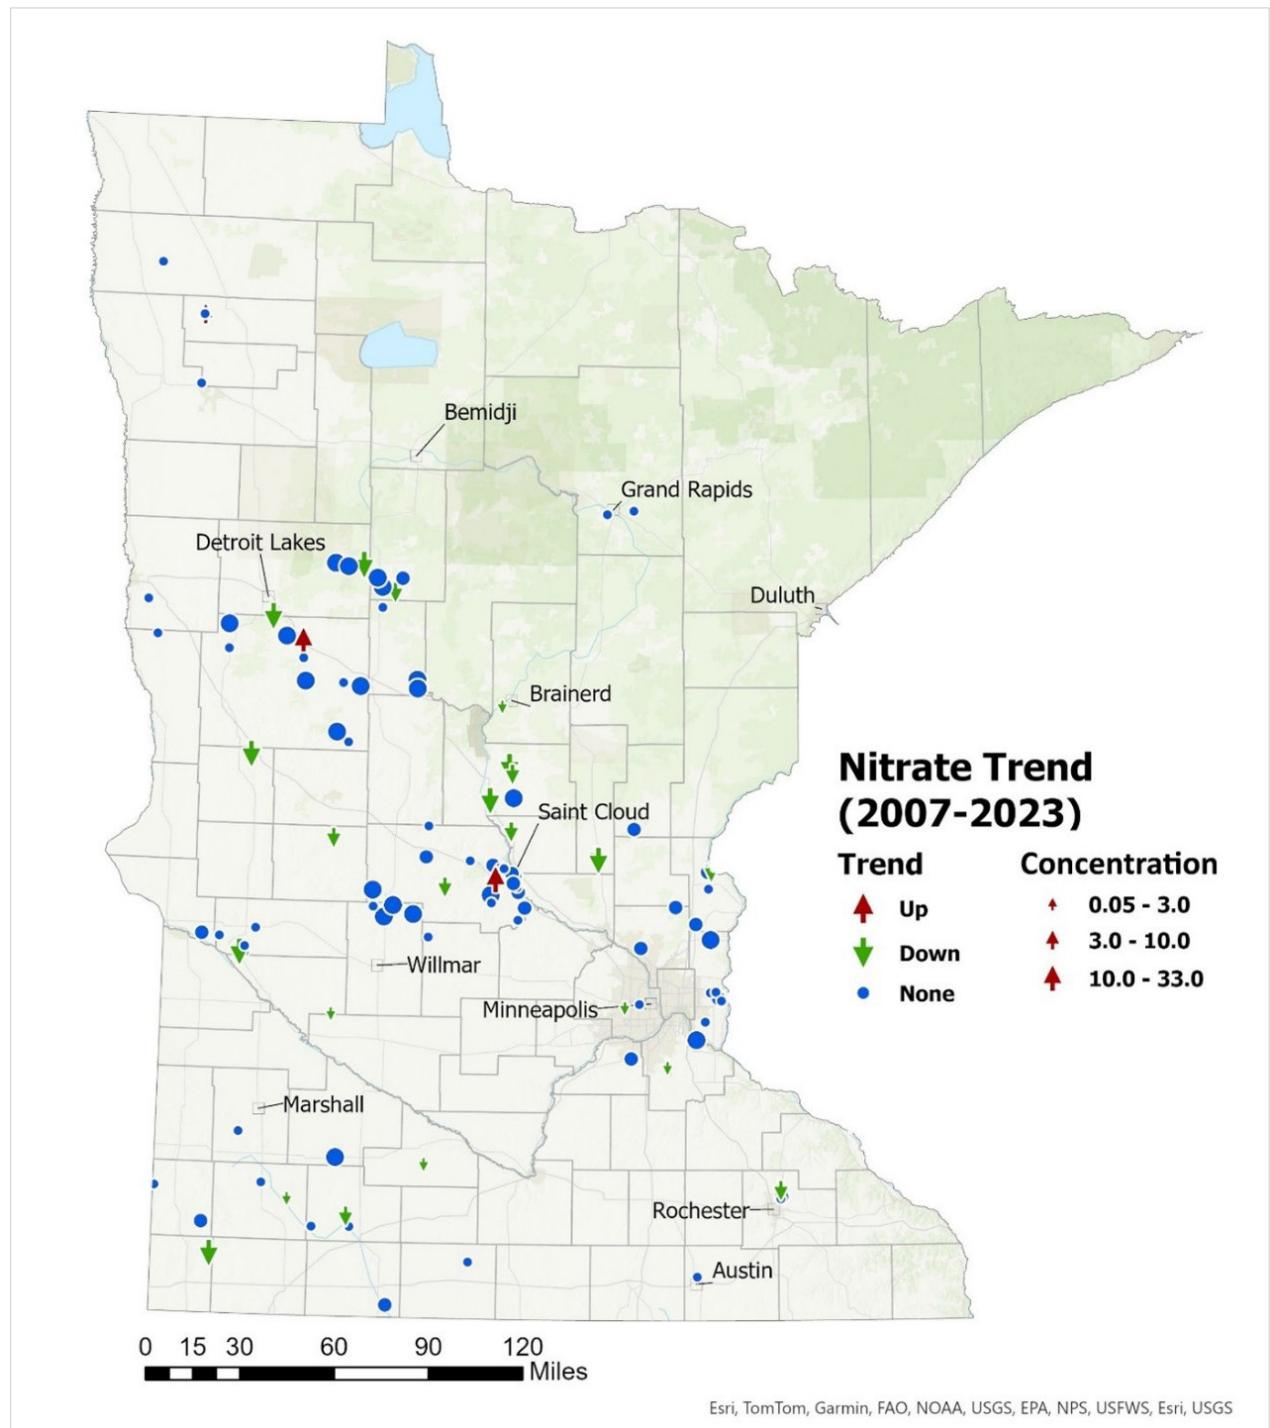 Bemidji
Grand Rapids
Detroit Lakes
Duluth
Brainerd
Saint Cloud
Willmar
Minneapolis
Marshall
Rochester
Austin
Nitrate Trend
(2007-2023)
Trend
Up
Down
None
Concentration
0.05 - 3.0
3.0 - 10.0
10.0 - 33.0
0 15 30 60 90 120
Miles
Esri, TomTom, Garmin, FAO, NOAA, USGS, EPA, NPS, USFWS, Esri, USGS